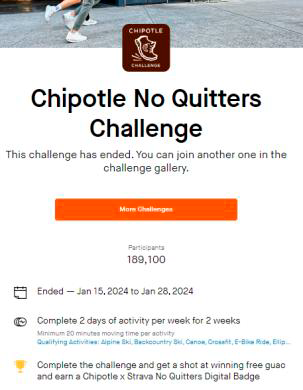 CHIPOTLE
CHALLENGE
Chipotle No Quitters
Challenge
This challenge has ended. You can join another one in the
challenge gallery.
More Challenges
Participants
189,100
Ended — Jan 15, 2024 to Jan 28, 2024
Complete 2 days of activity per week for 2 weeks
Minimum 20 minutes moving time per activity
Qualifying Activities: Alpine Ski, Backcountry Ski, Canoe, Crossfit, E-Bike Ride, Ellip...
Complete the challenge and get a shot at winning free guac
and earn a Chipotle x Strava No Quitters Digital Badge